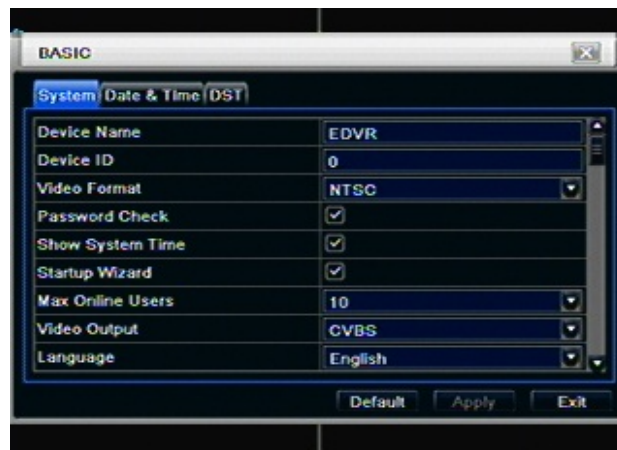 BASIC
System Date & Time DST
Device Name EDVR
Device ID 0
Video Format NTSC
Password Check
Show System Time
Startup Wizard
Max Online Users 10
Video Output CVBS
Language English
Default Apply Exit